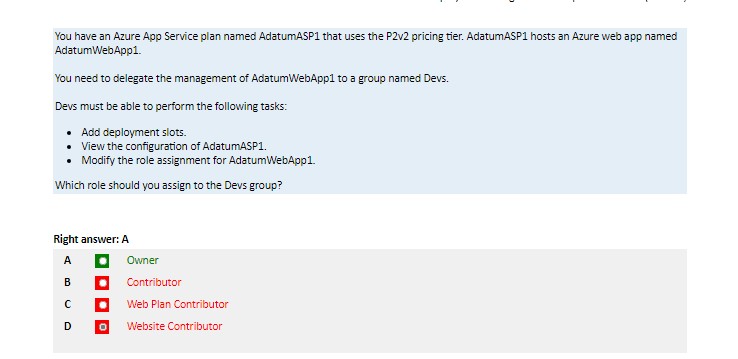 You have an Azure App Service plan named AdatumASP1 that uses the P2v2 pricing tier. AdatumASP1 hosts an Azure web app named
AdatumWebApp1.
You need to delegate the management of AdatumWebApp1 to a group named Devs.
Devs must be able to perform the following tasks:
• Add deployment slots.
• View the configuration of AdatumASP1.
• Modify the role assignment for AdatumWebApp1.
Which role should you assign to the Devs group?
Right answer: A
A Owner
B Contributor
C Web Plan Contributor
D Website Contributor